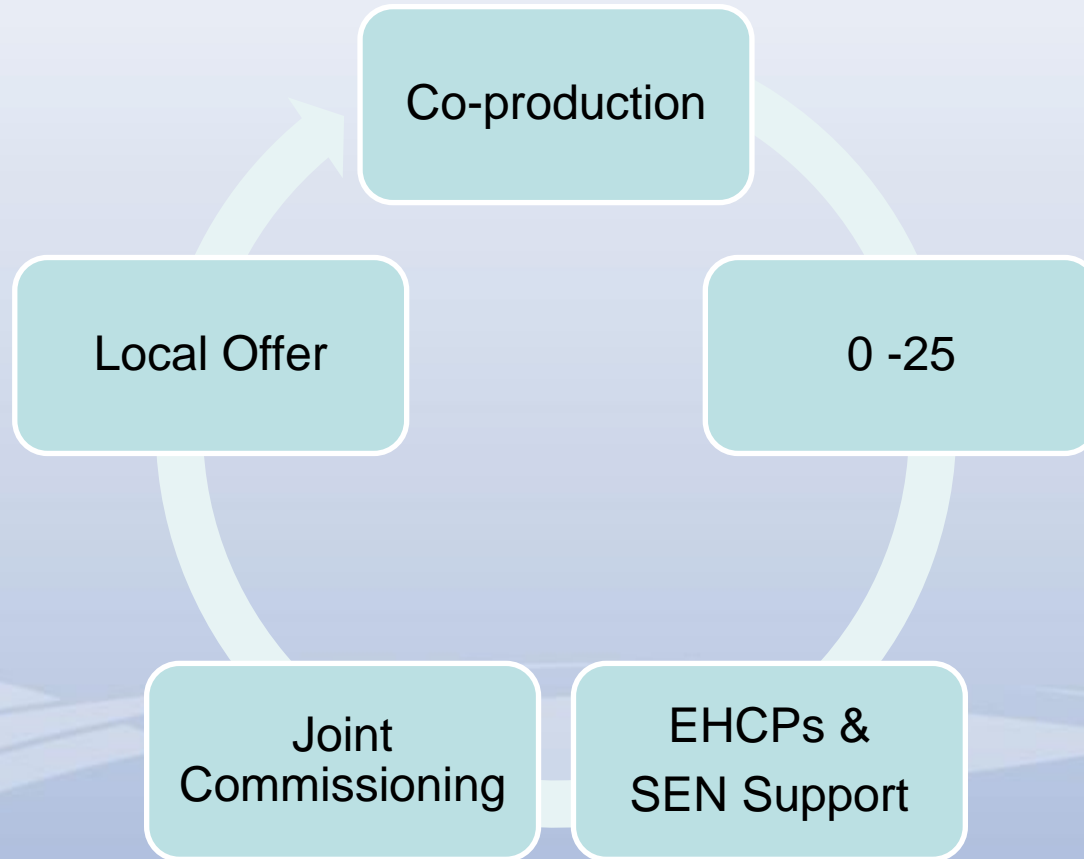 Co-production
0 -25
EHCPs &
SEN Support
Joint
Commissioning
Local Offer